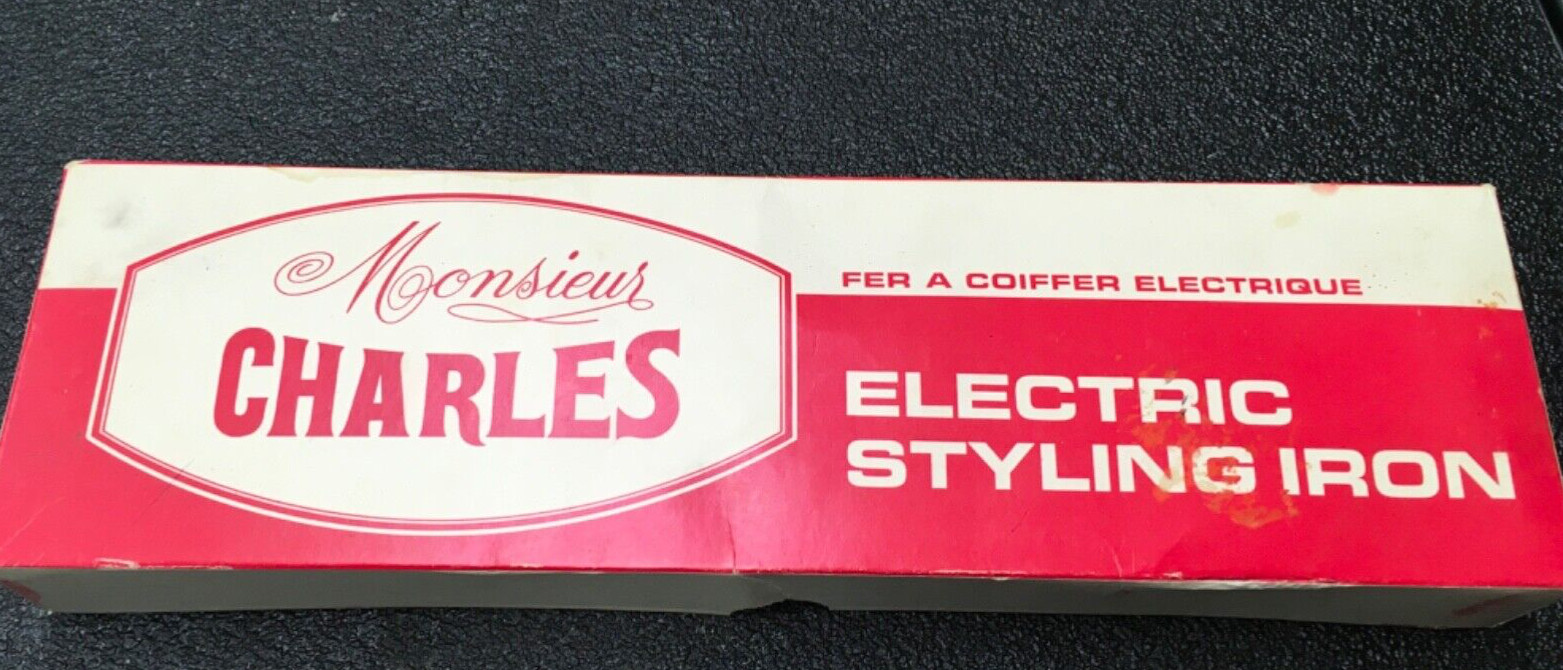 Monsieur
CHARLES
FER A COIFFER ELECTRIQUE
ELECTRIC
STYLING IRON